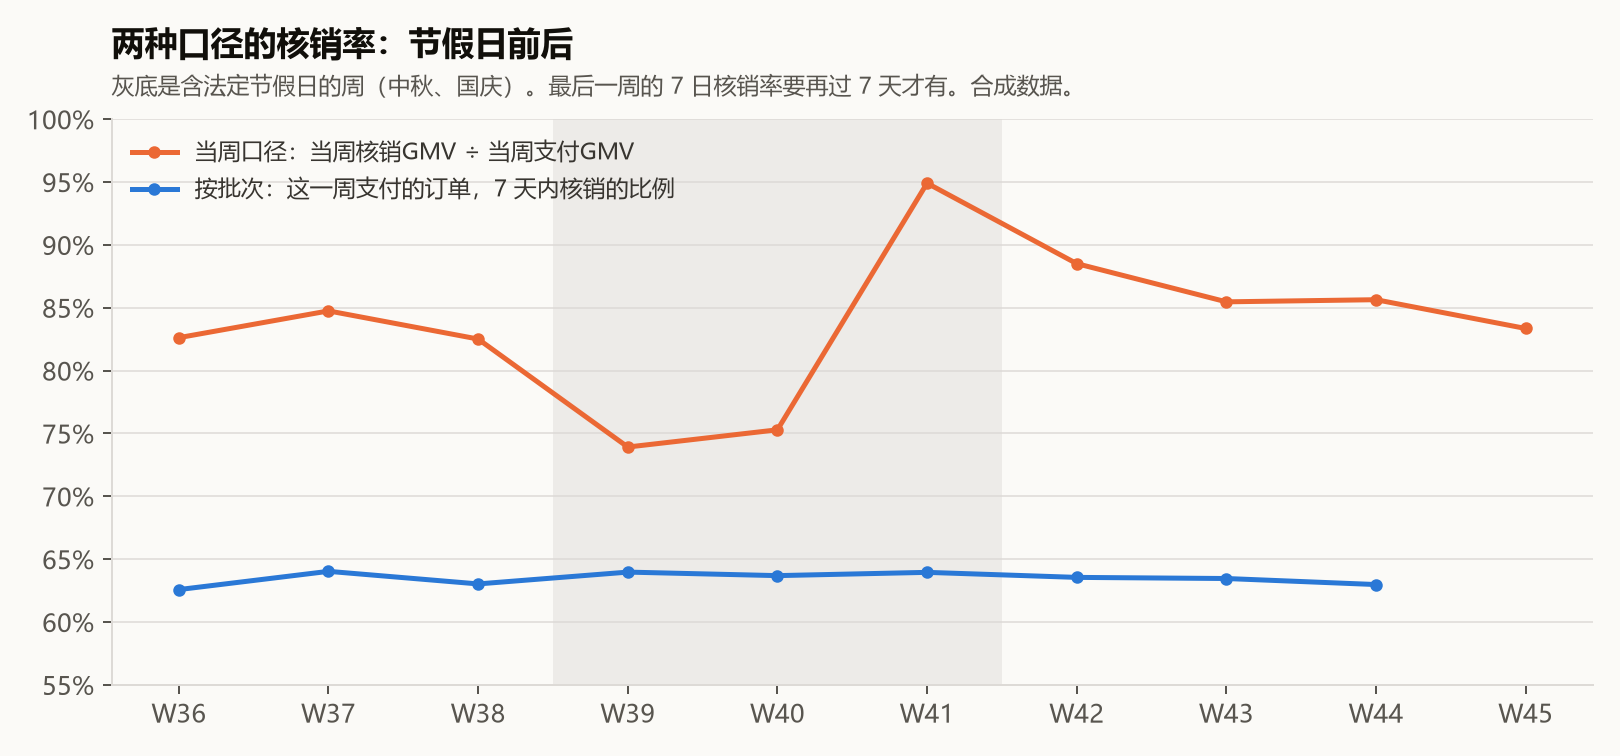 两种口径的核销率：节假日前后
灰底是含法定节假日的周（中秋、国庆）。最后一周的 7 日核销率要再过 7 天才有。合成数据。
100%
当周口径：当周核销GMV ÷ 当周支付GMV
95%
按批次：这一周支付的订单，7 天内核销的比例
90%
85%
80%
75%
70%
65%
60%
55%
W36 W37 W38 W39 W40 W41 W42 W43 W44 W45